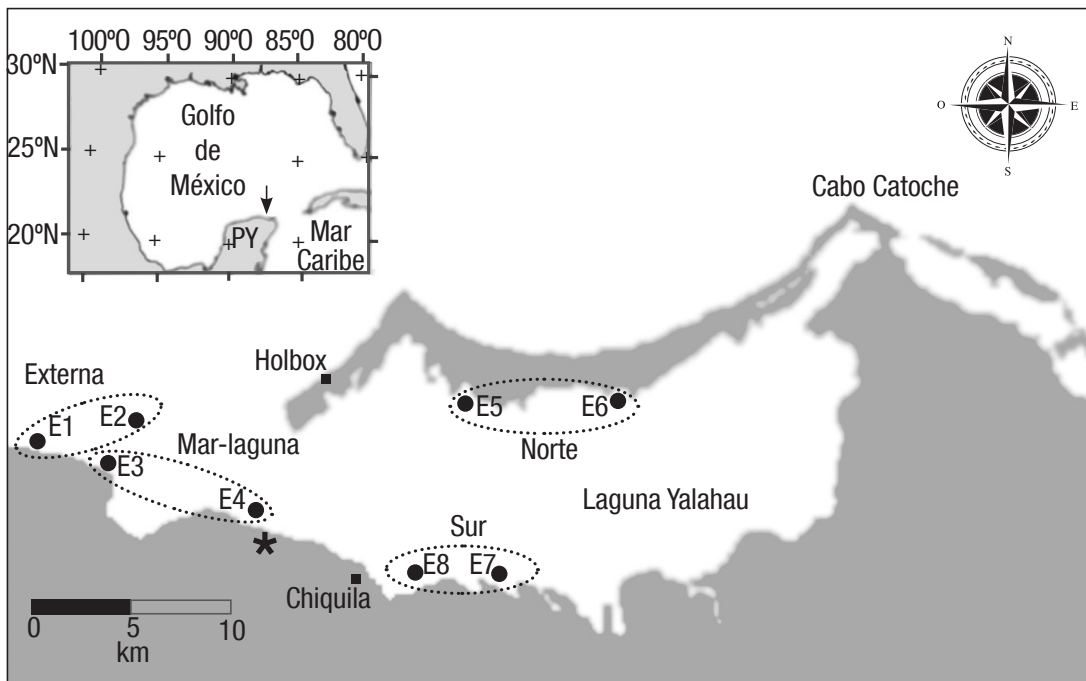 100ºO 95ºO 90ºO 85ºO 80ºO
30ºN
25ºN
20ºN
Golfo
de
México
PY
Mar
Caribe
N
O
E
S
Cabo Catoche
Holbox
Externa
E1
E2
Mar-laguna
E3
E4
*
E5
E6
Norte
Laguna Yalahau
Sur
E8
E7
Chiquila
0 5 10
km